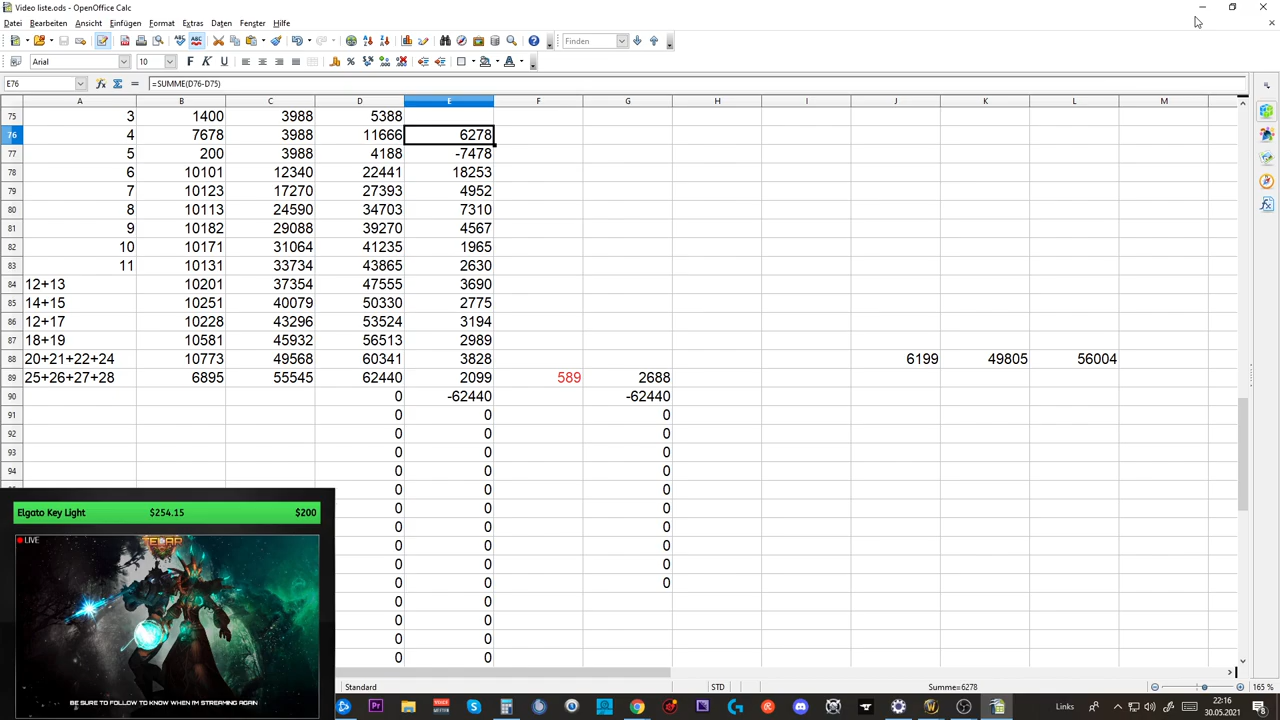 Video liste.ods - OpenOffice Calc
Datei Bearbeiten Ansicht Einfügen Format Extras Daten Fenster Hilfe
Finden
Arial 10
E76 =SUMME(D76-D75)
A B C D E F G H I J K L M
75 3 1400 3988 5388
76 4 7678 3988 11666 6278
77 5 200 3988 4188 -7478
78 6 10101 12340 22441 18253
79 7 10123 17270 27393 4952
80 8 10113 24590 34703 7310
81 9 10182 29088 39270 4567
82 10 10171 31064 41235 1965
83 11 10131 33734 43865 2630
84 12+13 10201 37354 47555 3690
85 14+15 10251 40079 50330 2775
86 12+17 10228 43296 53524 3194
87 18+19 10581 45932 56513 2989
88 20+21+22+24 10773 49568 60341 3828 6199 49805 56004
89 25+26+27+28 6895 55545 62440 2099 589 2688
90 0 -62440 -62440
91 0 0 0
92 0 0 0
93 0 0 0
94 0 0 0
0 0 0
0 0 0
0 0 0
0 0 0
0 0 0
0 0 0
0 0
0 0
0 0
0 0
Elgato Key Light $254.15 $200
LIVE
BE SURE TO FOLLOW TO KNOW WHEN I'M STREAMING AGAIN
Standard STD Summe=6278 165 %
Links 22:16
30.05.2021